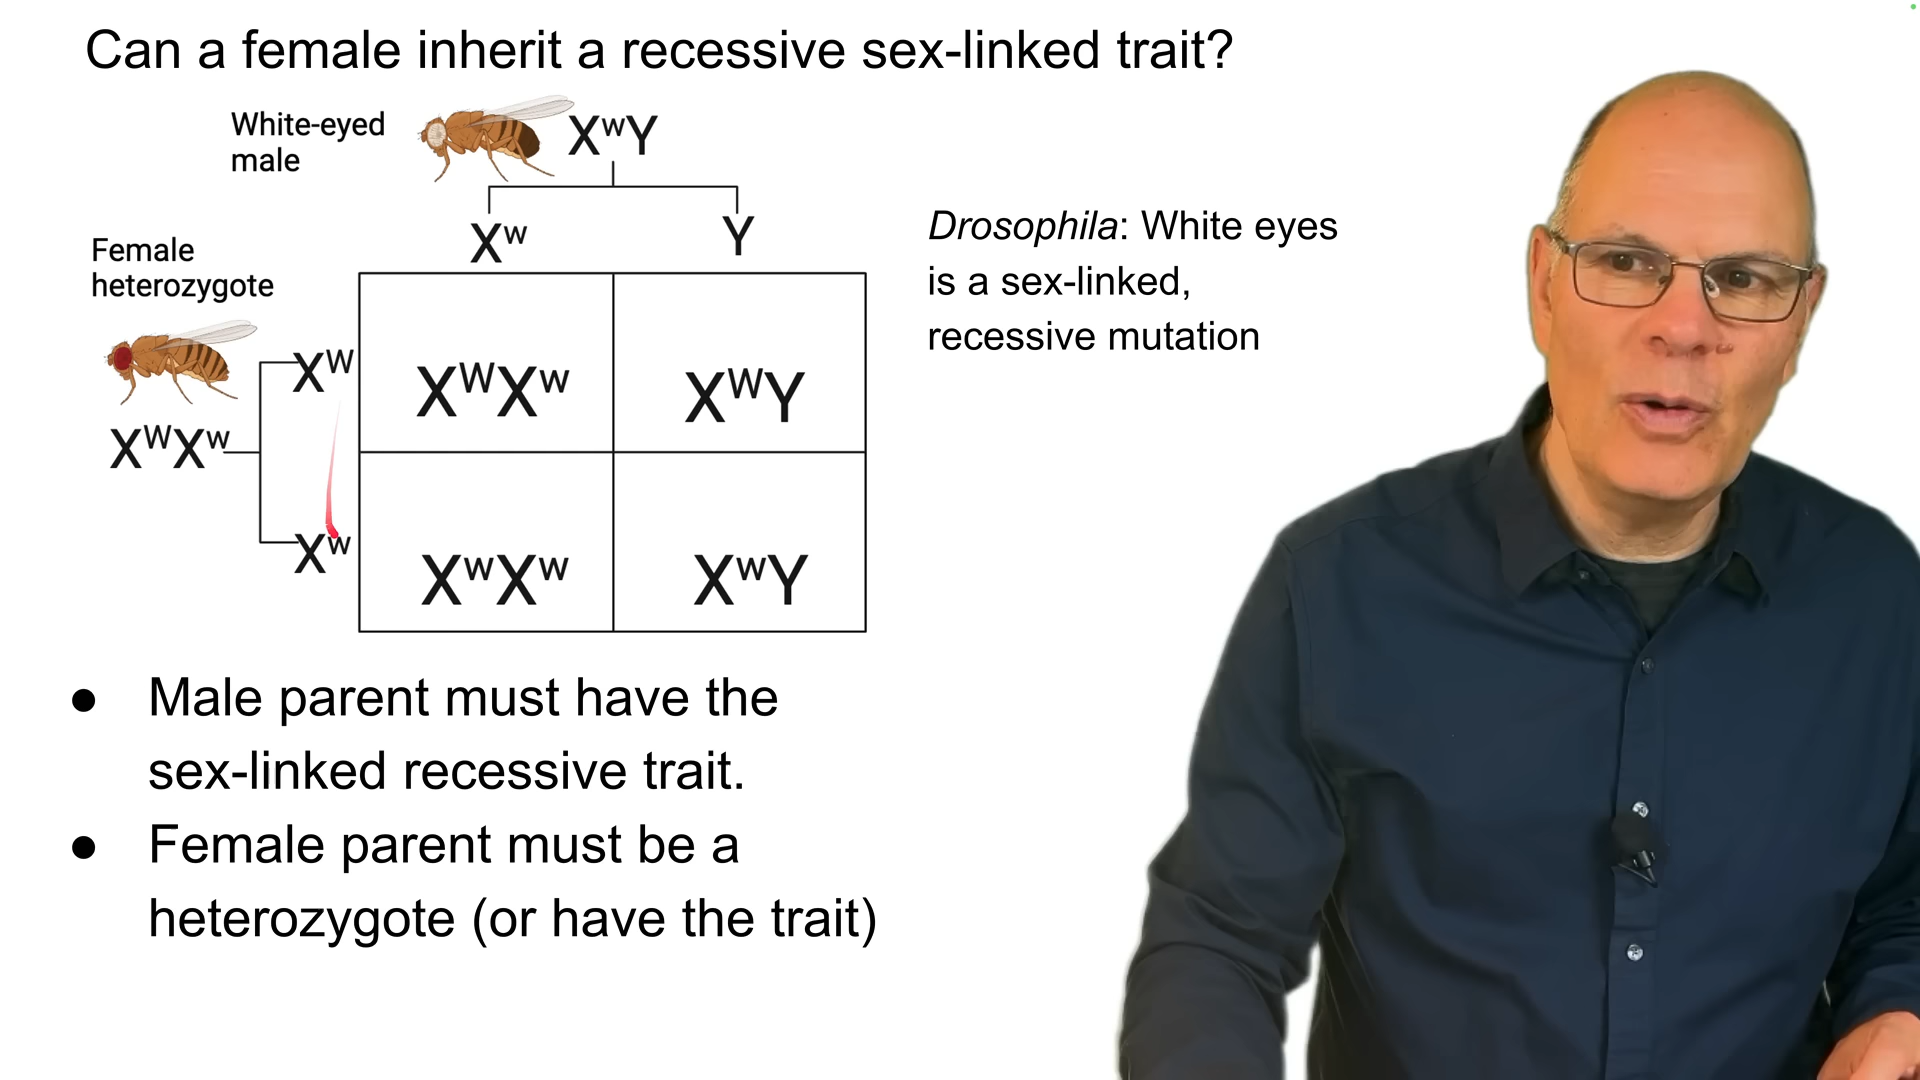 Can a female inherit a recessive sex-linked trait?
White-eyed
male
XʷY
Xʷ
Y
Female
heterozygote
Xᵂ
XᵂXʷ
Xʷ
XᵂXʷ
XᵂY
XʷXʷ
XʷY
Drosophila: White eyes
is a sex-linked,
recessive mutation
● Male parent must have the
sex-linked recessive trait.
● Female parent must be a
heterozygote (or have the trait)